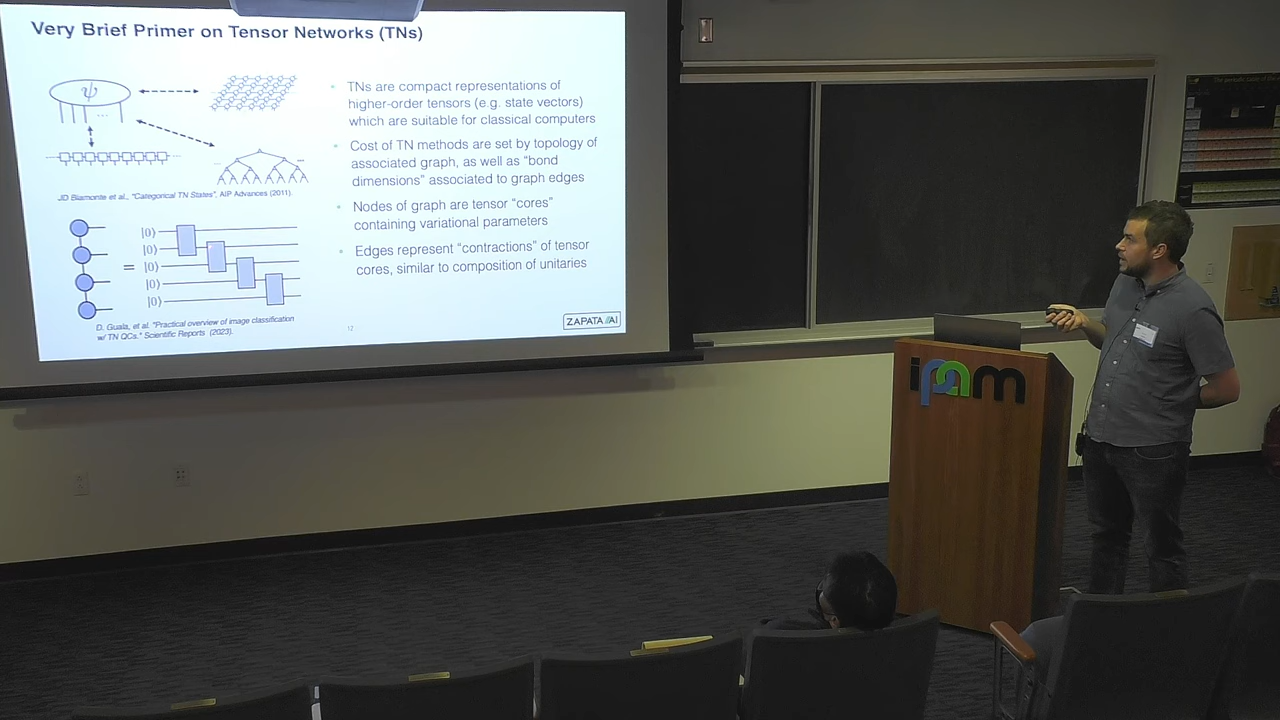 Very Brief Primer on Tensor Networks (TNs)
ψ
...
JD Biamonte et al., "Categorical TN States", AIP Advances (2011).
|0⟩
|0⟩
=
|0⟩
|0⟩
|0⟩
D. Guala, et al. "Practical overview of image classification
w/ TN QCs." Scientific Reports (2023).
• TNs are compact representations of
higher-order tensors (e.g. state vectors)
which are suitable for classical computers
• Cost of TN methods are set by topology of
associated graph, as well as "bond
dimensions" associated to graph edges
• Nodes of graph are tensor "cores"
containing variational parameters
• Edges represent "contractions" of tensor
cores, similar to composition of unitaries
12
ZAPATA AI
ipam